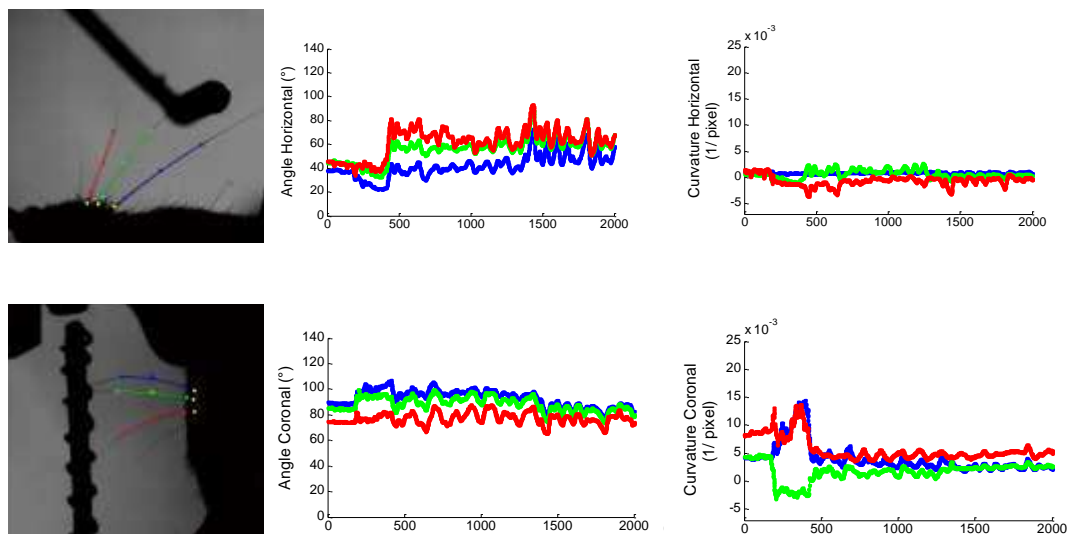 140
120
100
80
60
40
20
0
Angle Horizontal (°)
0 500 1000 1500 2000
x 10-3
25
20
15
10
5
0
-5
Curvature Horizontal
(1/ pixel)
0 500 1000 1500 2000
140
120
100
80
60
40
20
0
Angle Coronal (°)
0 500 1000 1500 2000
x 10-3
25
20
15
10
5
0
-5
Curvature Coronal
(1/ pixel)
0 500 1000 1500 2000